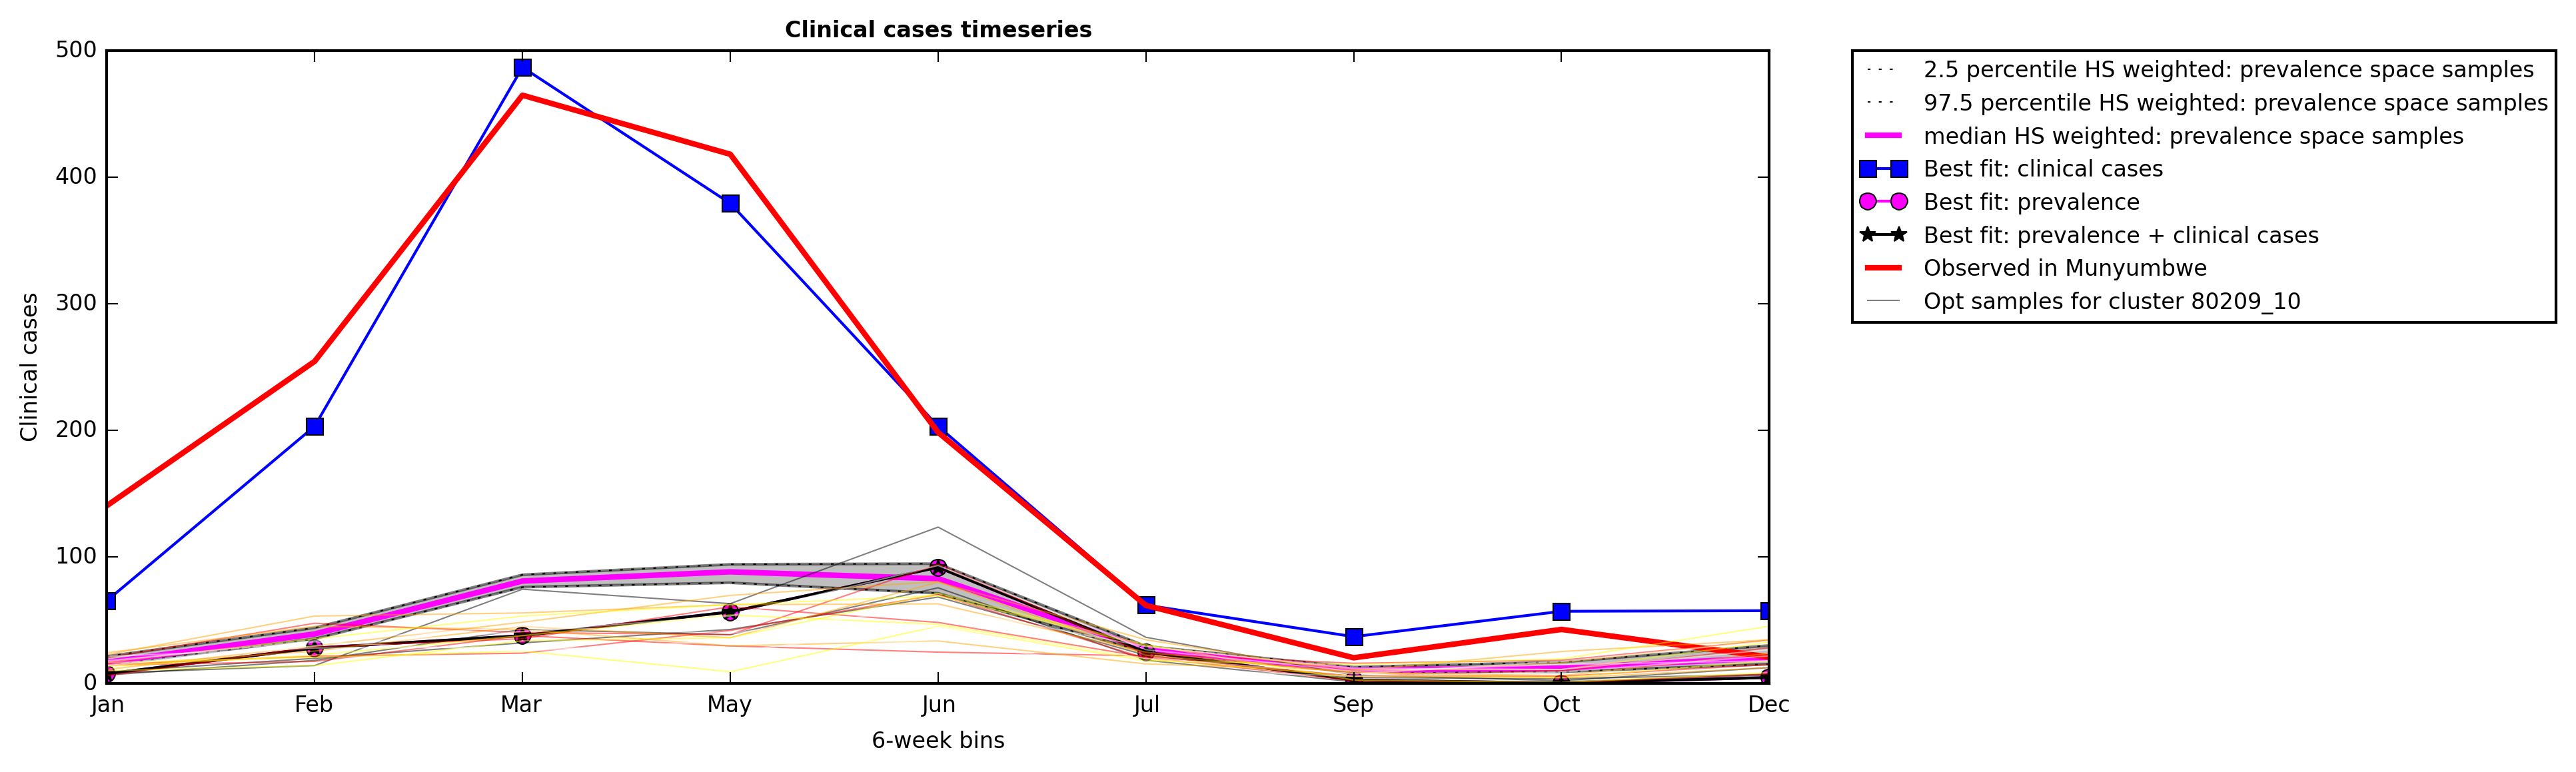 Clinical cases timeseries
500
400
300
200
100
0
Clinical cases
Jan Feb Mar May Jun Jul Sep Oct Dec
6-week bins
2.5 percentile HS weighted: prevalence space samples
97.5 percentile HS weighted: prevalence space samples
median HS weighted: prevalence space samples
Best fit: clinical cases
Best fit: prevalence
Best fit: prevalence + clinical cases
Observed in Munyumbwe
Opt samples for cluster 80209_10